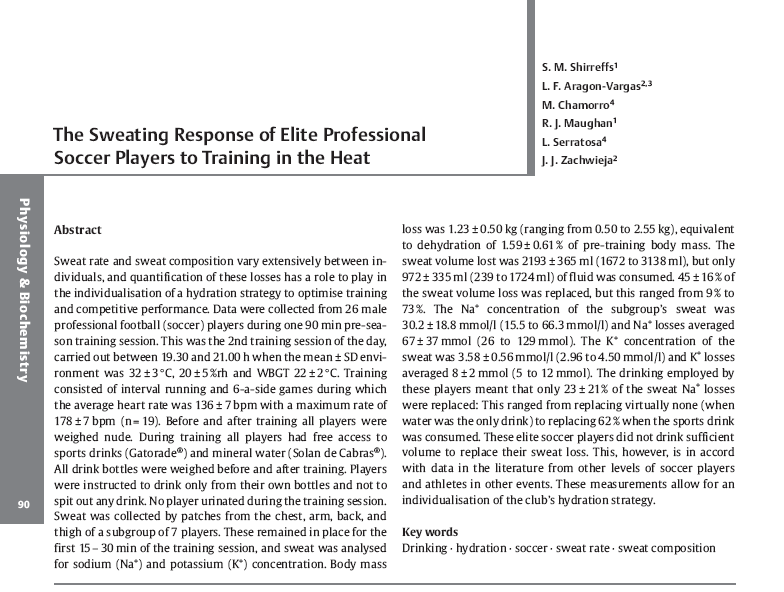 S. M. Shirreffs¹
L. F. Aragon-Vargas²,³
M. Chamorro⁴
R. J. Maughan¹
L. Serratosa⁴
J. J. Zachwieja²
The Sweating Response of Elite Professional
Soccer Players to Training in the Heat
Physiology & Biochemistry
90
Abstract
Sweat rate and sweat composition vary extensively between in-
dividuals, and quantification of these losses has a role to play in
the individualisation of a hydration strategy to optimise training
and competitive performance. Data were collected from 26 male
professional football (soccer) players during one 90 min pre-sea-
son training session. This was the 2nd training session of the day,
carried out between 19.30 and 21.00 h when the mean ± SD envi-
ronment was 32 ± 3 °C, 20 ± 5 %rh and WBGT 22 ± 2 °C. Training
consisted of interval running and 6-a-side games during which
the average heart rate was 136 ± 7 bpm with a maximum rate of
178 ± 7 bpm (n = 19). Before and after training all players were
weighed nude. During training all players had free access to
sports drinks (Gatorade®) and mineral water (Solan de Cabras®).
All drink bottles were weighed before and after training. Players
were instructed to drink only from their own bottles and not to
spit out any drink. No player urinated during the training session.
Sweat was collected by patches from the chest, arm, back, and
thigh of a subgroup of 7 players. These remained in place for the
first 15 – 30 min of the training session, and sweat was analysed
for sodium (Na⁺) and potassium (K⁺) concentration. Body mass
loss was 1.23 ± 0.50 kg (ranging from 0.50 to 2.55 kg), equivalent
to dehydration of 1.59 ± 0.61 % of pre-training body mass. The
sweat volume lost was 2193 ± 365 ml (1672 to 3138 ml), but only
972 ± 335 ml (239 to 1724 ml) of fluid was consumed. 45 ± 16 % of
the sweat volume loss was replaced, but this ranged from 9 % to
73 %. The Na⁺ concentration of the subgroup's sweat was
30.2 ± 18.8 mmol/l (15.5 to 66.3 mmol/l) and Na⁺ losses averaged
67 ± 37 mmol (26 to 129 mmol). The K⁺ concentration of the
sweat was 3.58 ± 0.56 mmol/l (2.96 to 4.50 mmol/l) and K⁺ losses
averaged 8 ± 2 mmol (5 to 12 mmol). The drinking employed by
these players meant that only 23 ± 21 % of the sweat Na⁺ losses
were replaced: This ranged from replacing virtually none (when
water was the only drink) to replacing 62 % when the sports drink
was consumed. These elite soccer players did not drink sufficient
volume to replace their sweat loss. This, however, is in accord
with data in the literature from other levels of soccer players
and athletes in other events. These measurements allow for an
individualisation of the club's hydration strategy.
Key words
Drinking · hydration · soccer · sweat rate · sweat composition